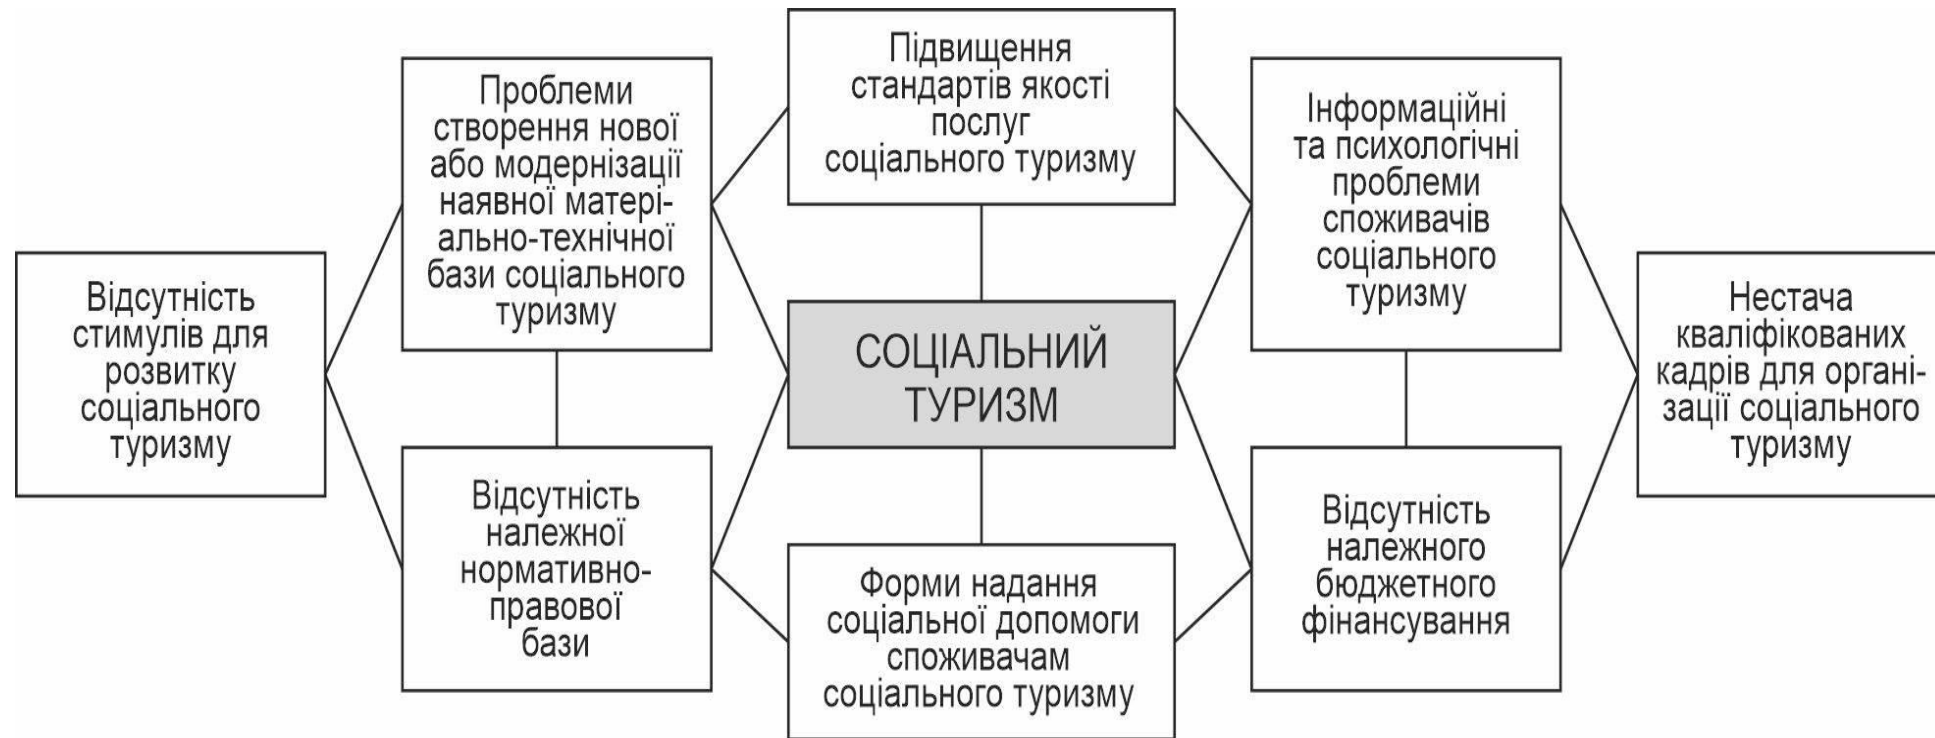 Відсутність
стимулів для
розвитку
соціального
туризму
Проблеми
створення нової
або модернізації
наявної матері-
ально-технічної
бази соціального
туризму
Відсутність
належної
нормативно-
правової
бази
Підвищення
стандартів якості
послуг
соціального туризму
СОЦІАЛЬНИЙ
ТУРИЗМ
Форми надання
соціальної допомоги
споживачам
соціального туризму
Інформаційні
та психологічні
проблеми
споживачів
соціального
туризму
Відсутність
належного
бюджетного
фінансування
Нестача
кваліфікованих
кадрів для органі-
зації соціального
туризму